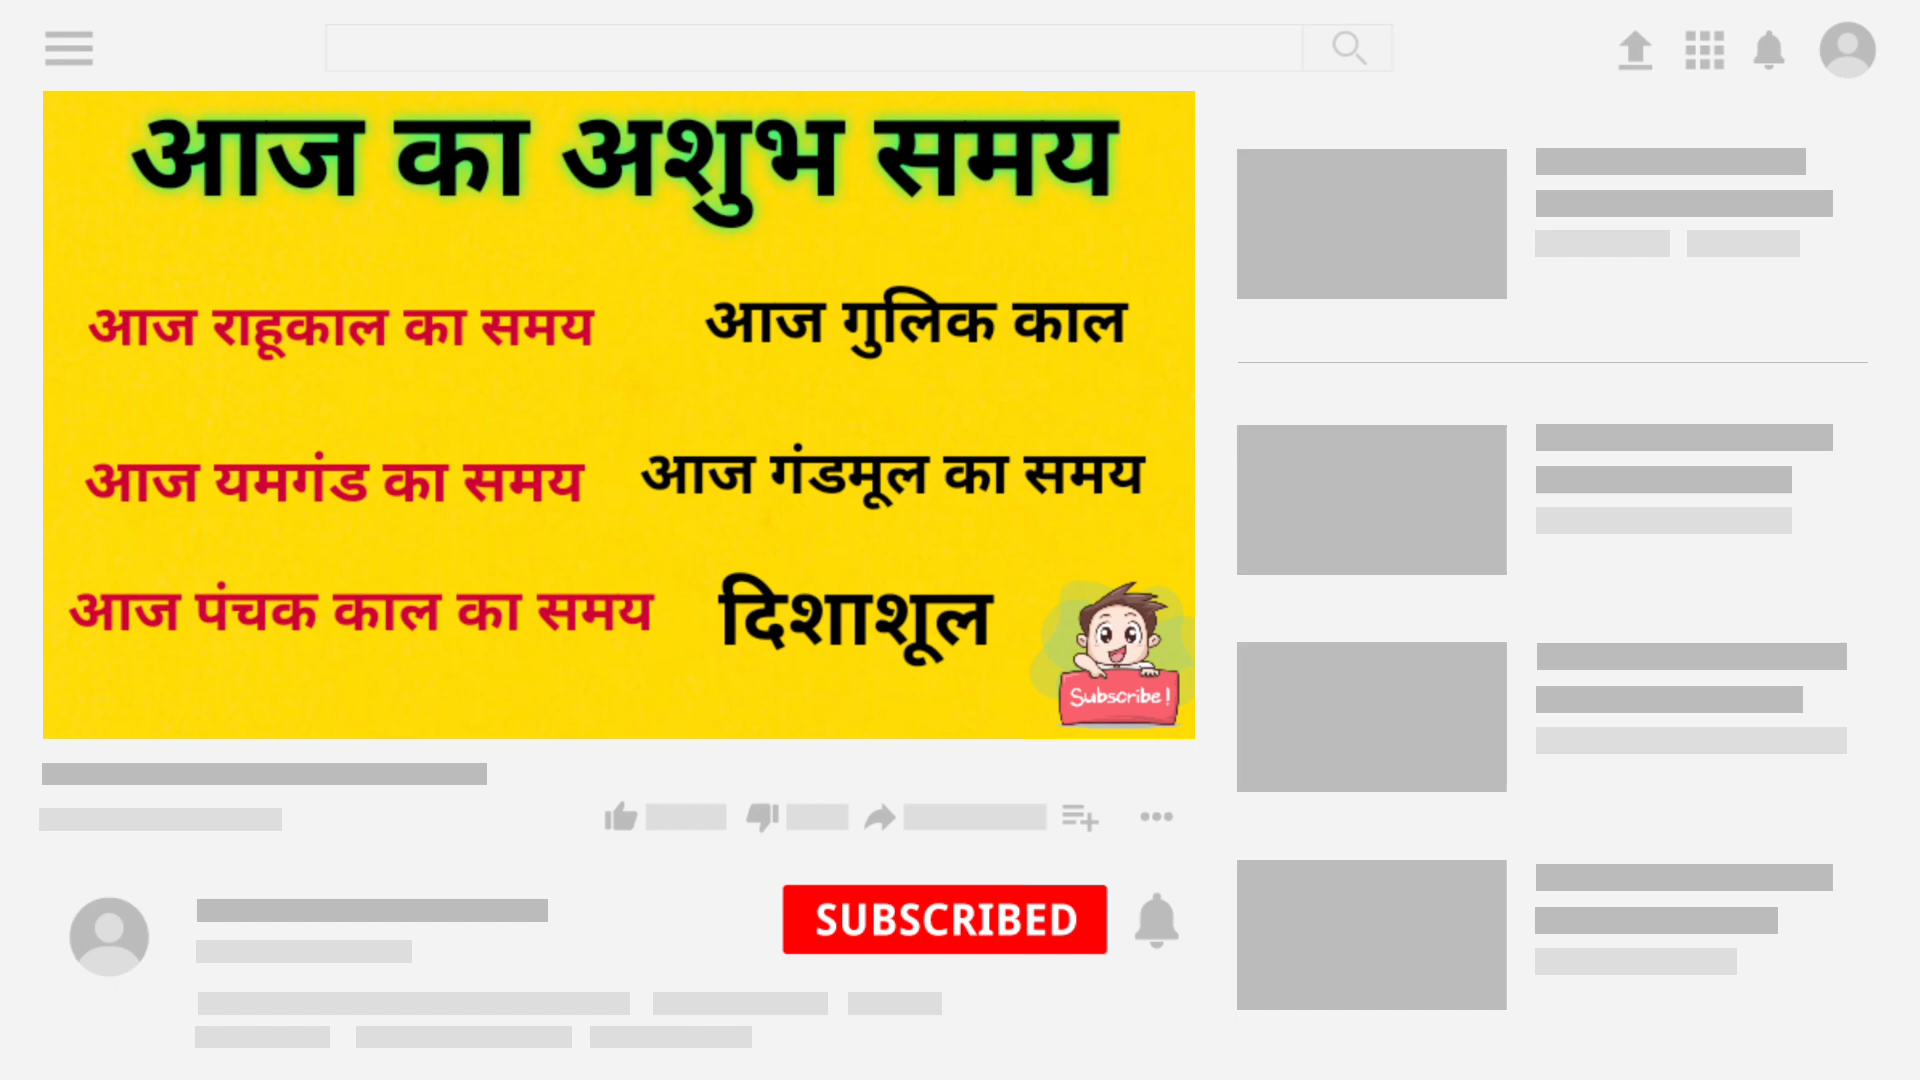 आज का अशुभ समय
आज राहूकाल का समय
आज गुलिक काल
आज यमगंड का समय
आज गंडमूल का समय
आज पंचक काल का समय
दिशाशूल
Subscribe!
SUBSCRIBED